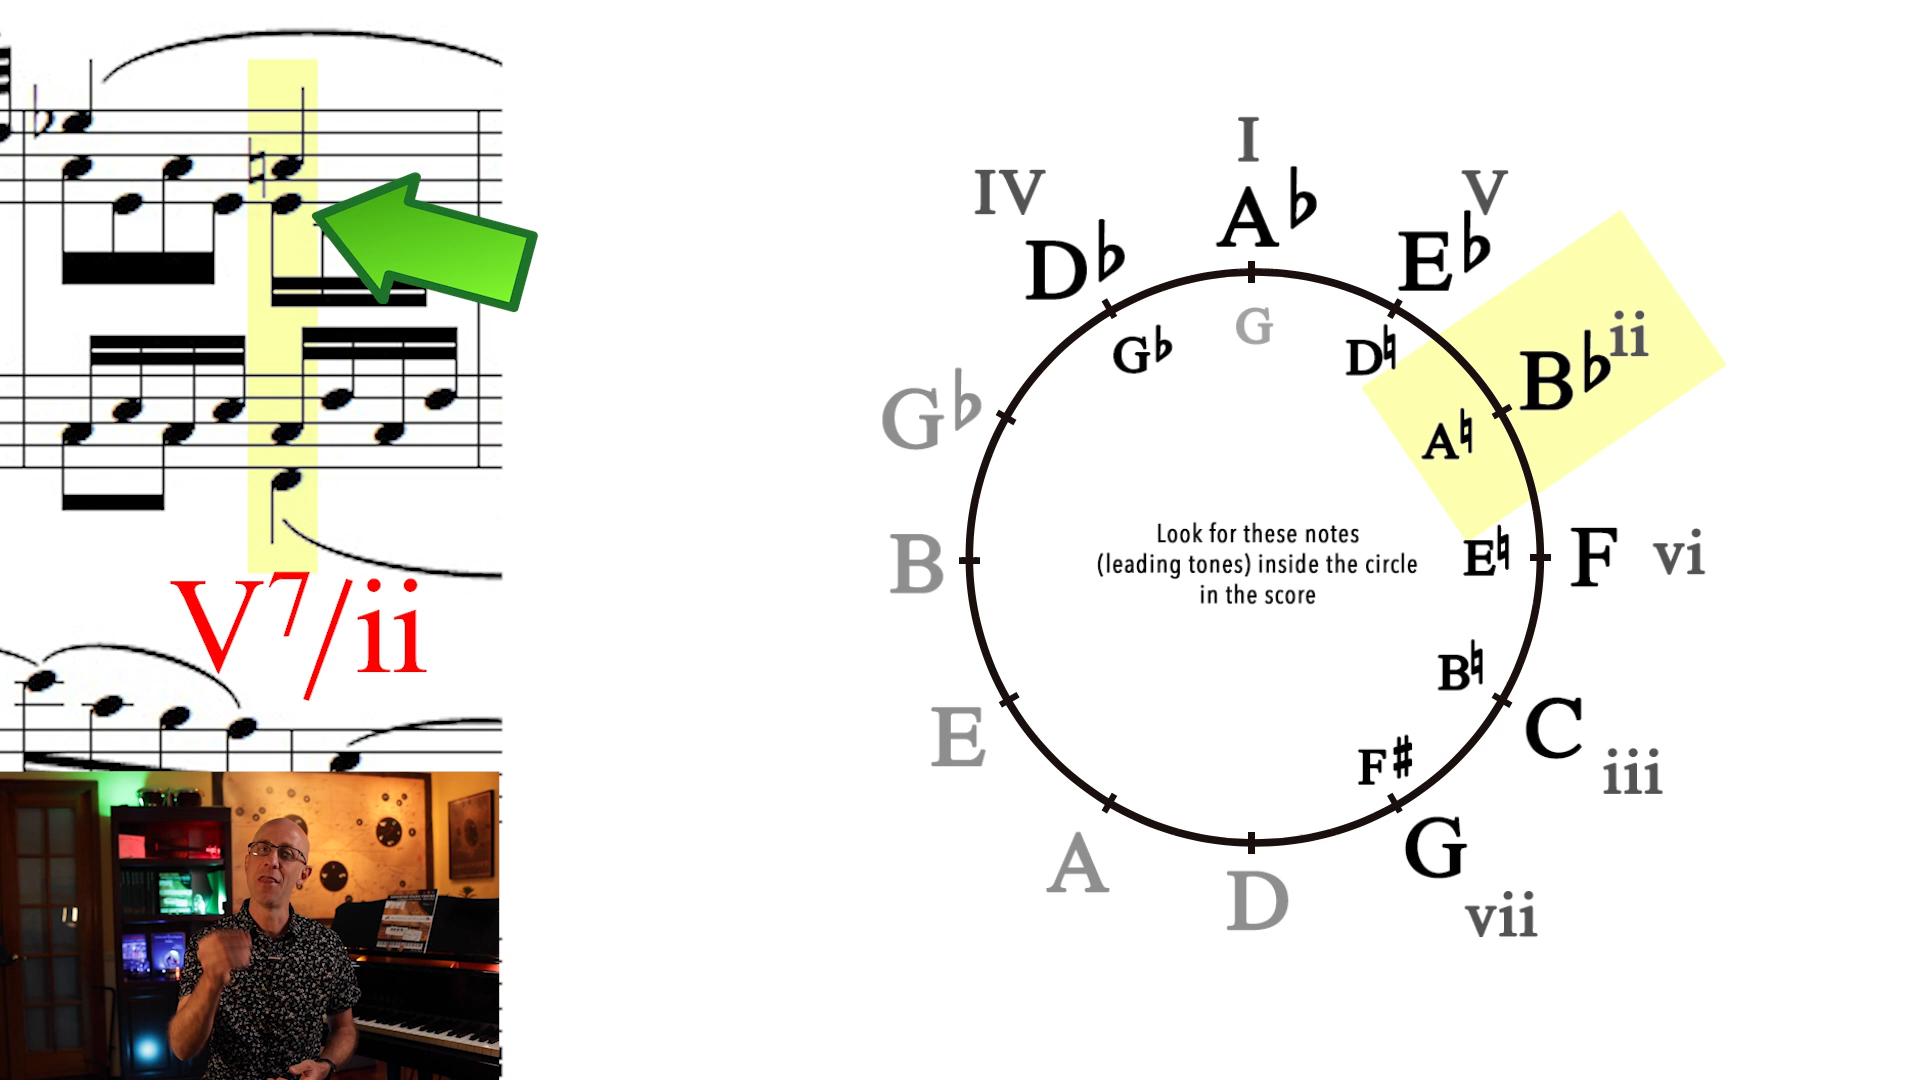 V⁷/ii
I
IV
V
A♭
D♭
E♭
ii
G
G♭
D♮
B♭
G♭
A♮
Look for these notes
(leading tones) inside the circle
in the score
B
E♮
F
vi
B♮
E
C
F♯
iii
A
G
D
vii